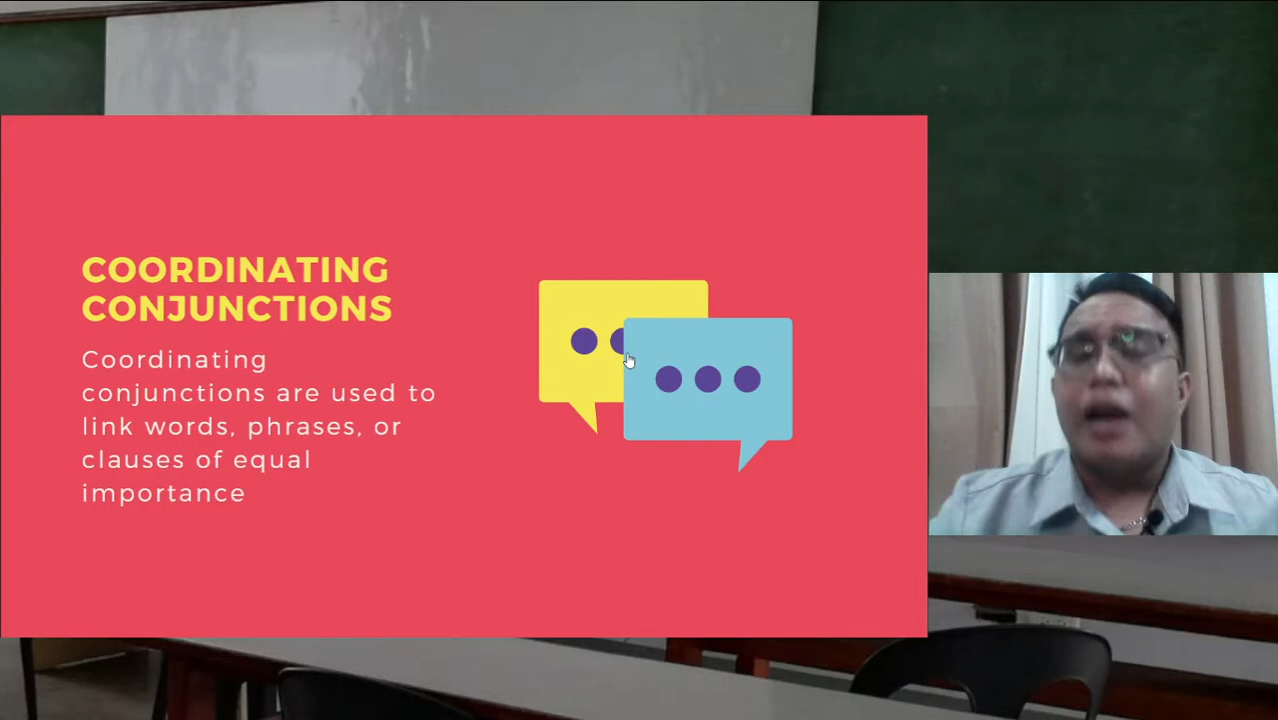 COORDINATING
CONJUNCTIONS
Coordinating
conjunctions are used to
link words, phrases, or
clauses of equal
importance